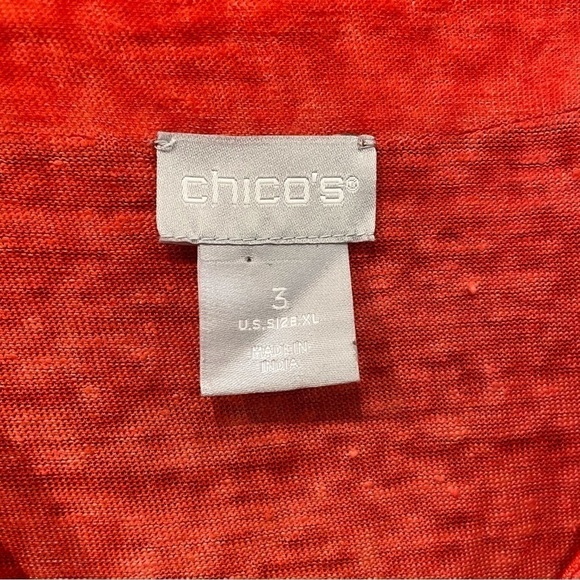 chico's®
3
U.S. SIZE XL
MADE IN
INDIA